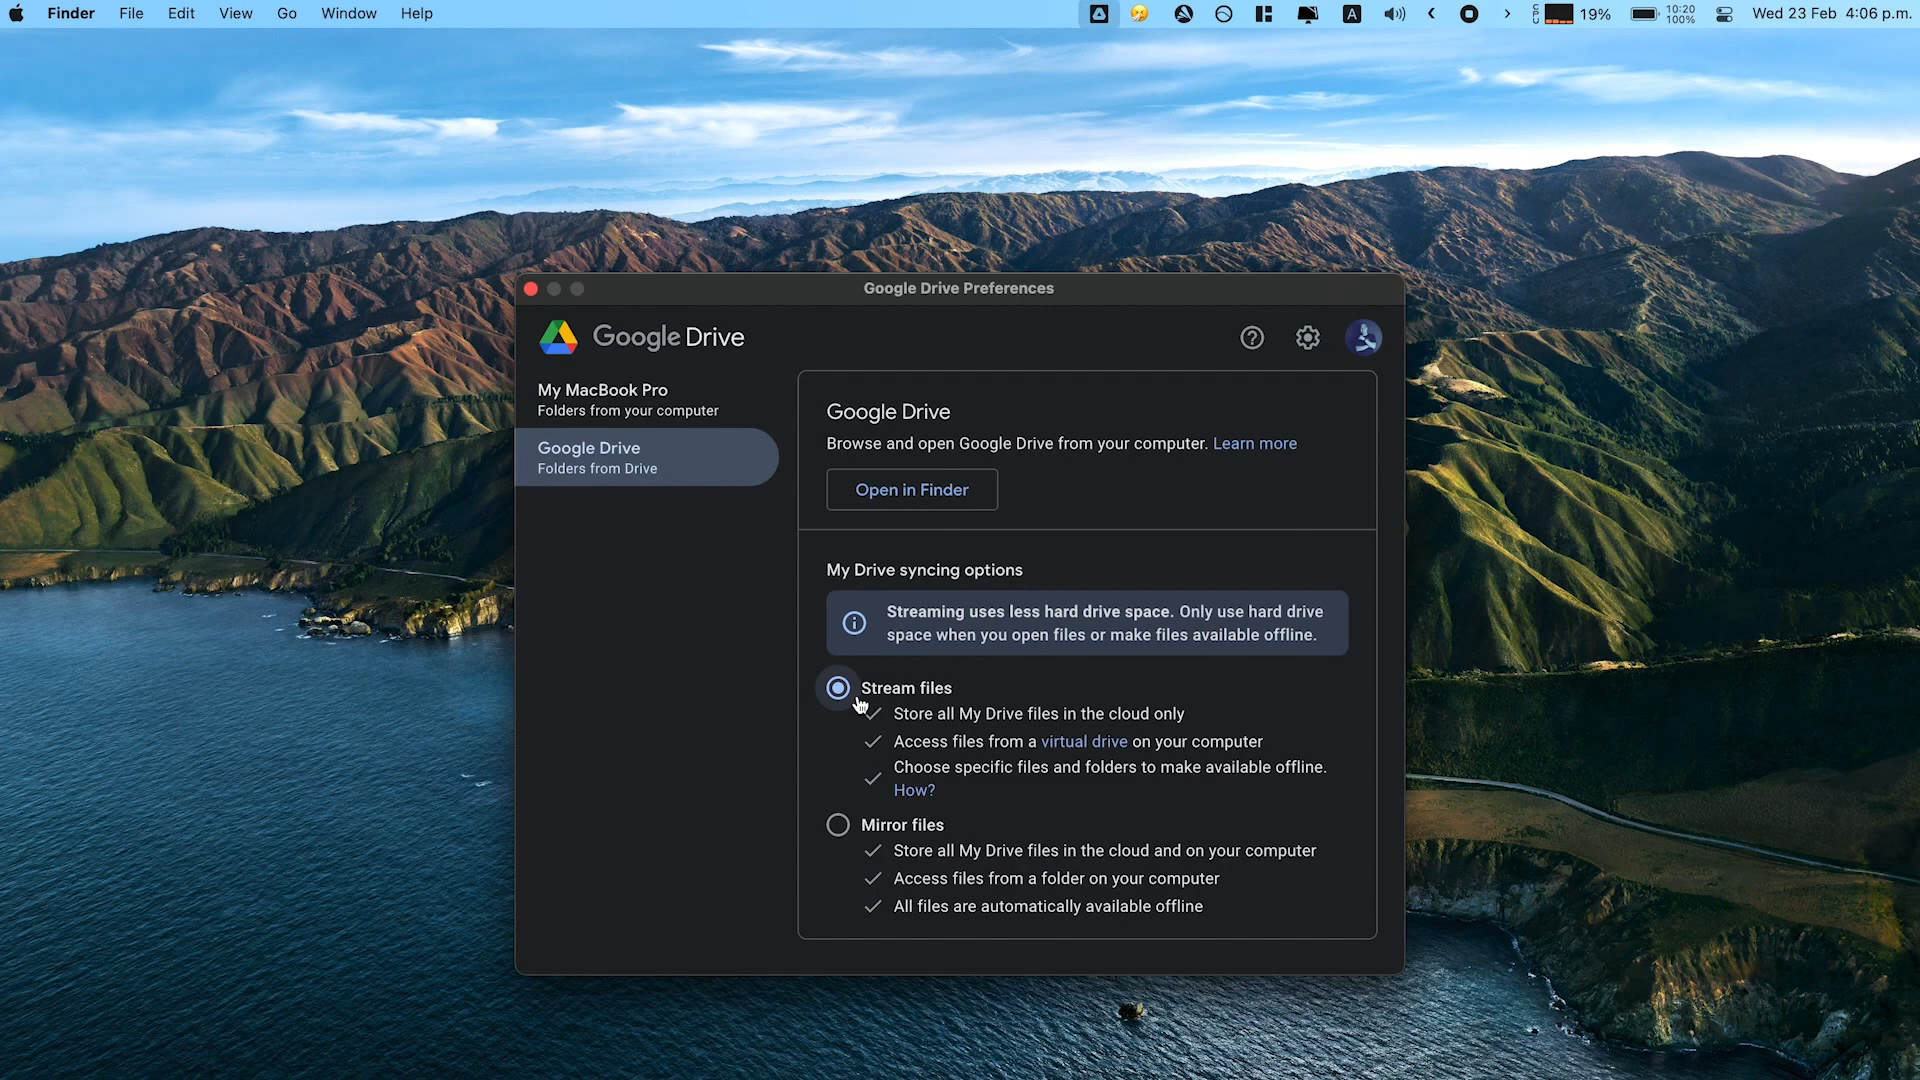 Finder File Edit View Go Window Help
A
CPU 19% 10:20 100% Wed 23 Feb 4:06 p.m.
Google Drive Preferences
Google Drive
My MacBook Pro
Folders from your computer
Google Drive
Folders from Drive
Google Drive
Browse and open Google Drive from your computer. Learn more
Open in Finder
My Drive syncing options
Streaming uses less hard drive space. Only use hard drive
space when you open files or make files available offline.
Stream files
Store all My Drive files in the cloud only
Access files from a virtual drive on your computer
Choose specific files and folders to make available offline.
How?
Mirror files
Store all My Drive files in the cloud and on your computer
Access files from a folder on your computer
All files are automatically available offline